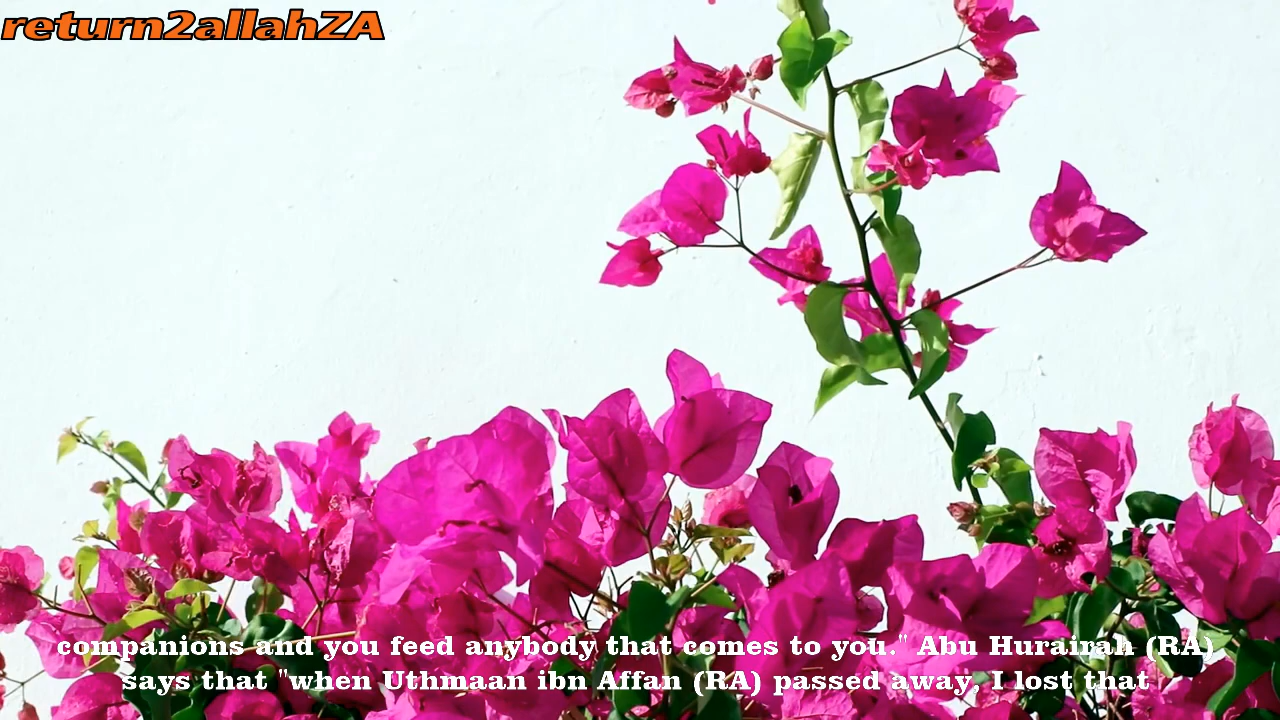 return2allahZA
companions and you feed anybody that comes to you." Abu Hurairah (RA)
says that "when Uthmaan ibn Affan (RA) passed away, I lost that